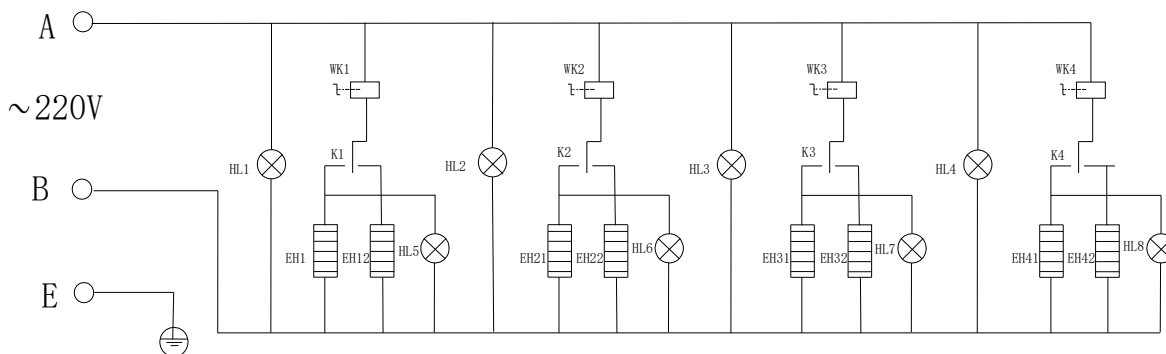 A
WK1
WK2
WK3
WK4
～220V
HL1
K1
HL2
K2
HL3
K3
HL4
K4
B
EH1
EH12
HL5
EH21
EH22
HL6
EH31
EH32
HL7
EH41
EH42
HL8
E